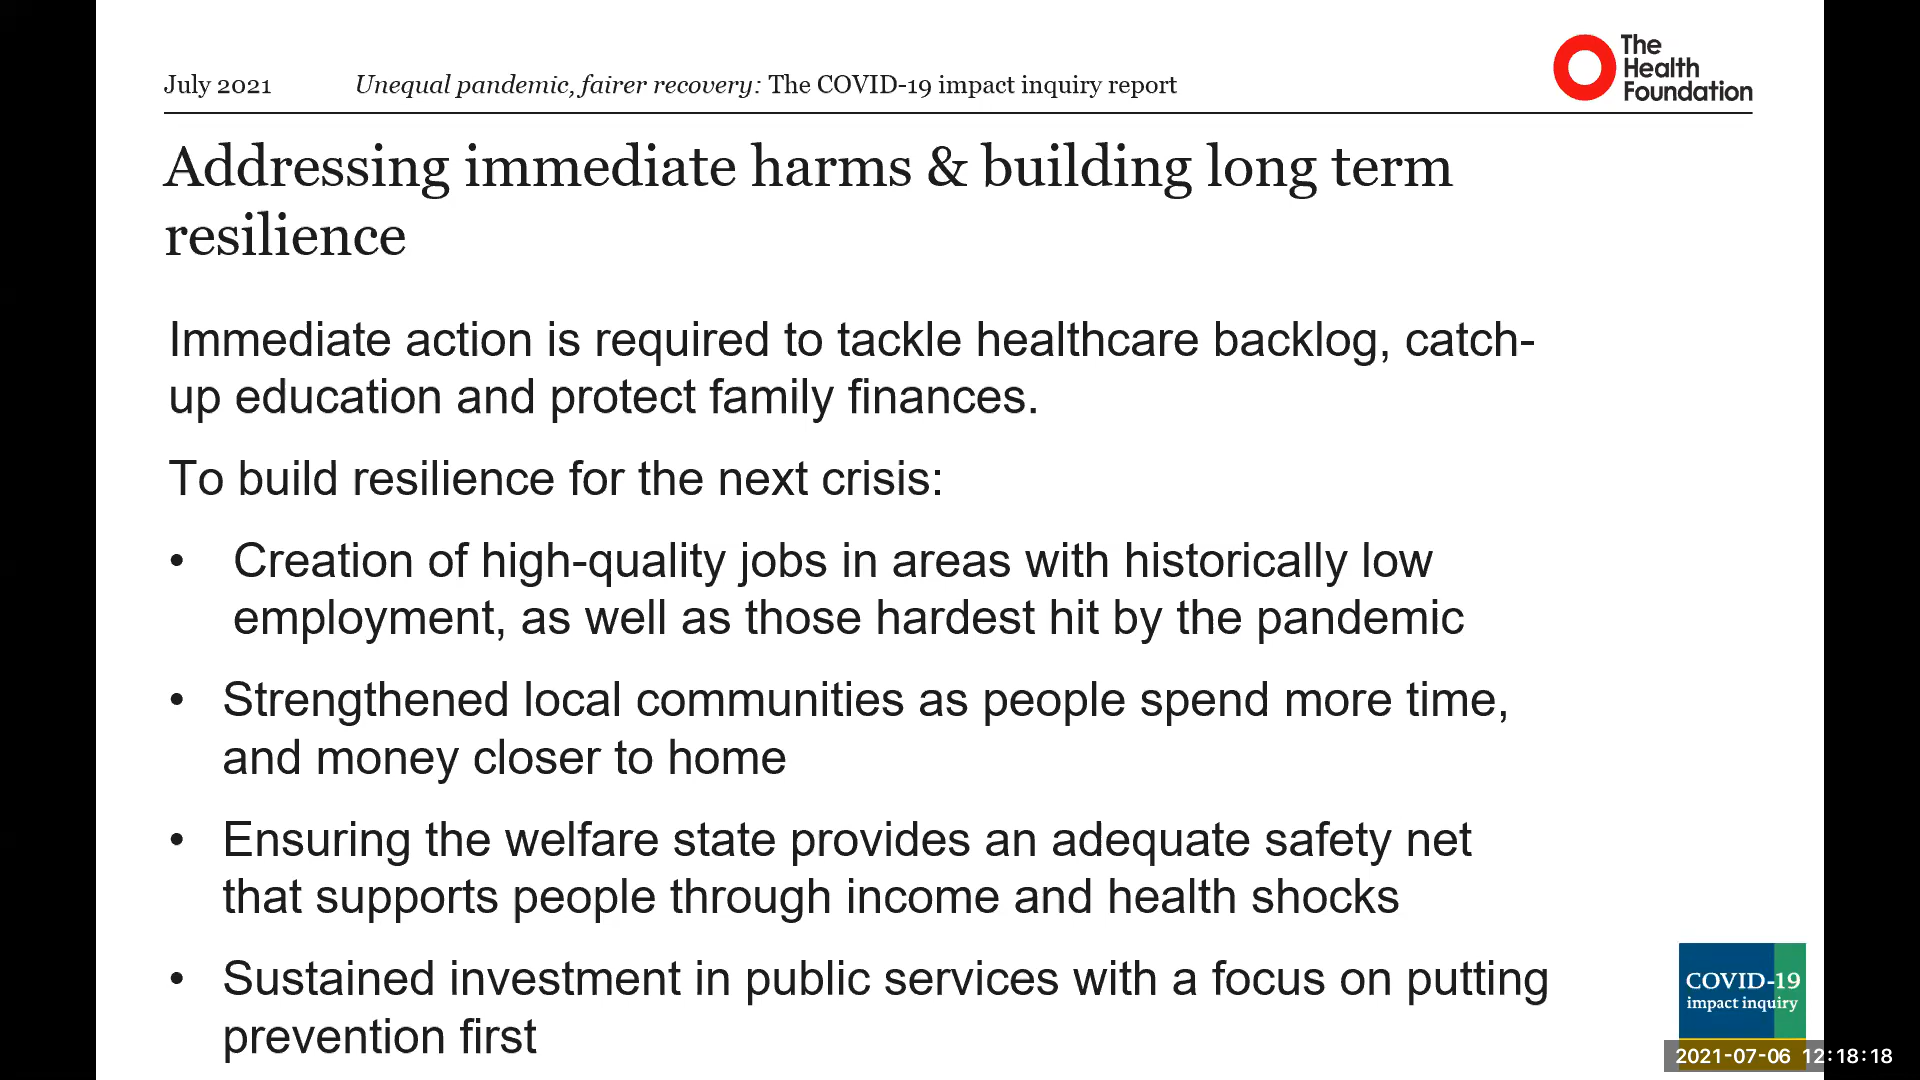 July 2021 Unequal pandemic, fairer recovery: The COVID-19 impact inquiry report
The
Health
Foundation
Addressing immediate harms & building long term
resilience
Immediate action is required to tackle healthcare backlog, catch-
up education and protect family finances.
To build resilience for the next crisis:
• Creation of high-quality jobs in areas with historically low
employment, as well as those hardest hit by the pandemic
• Strengthened local communities as people spend more time,
and money closer to home
• Ensuring the welfare state provides an adequate safety net
that supports people through income and health shocks
• Sustained investment in public services with a focus on putting
prevention first
COVID-19
impact inquiry
2021-07-06 12:18:18